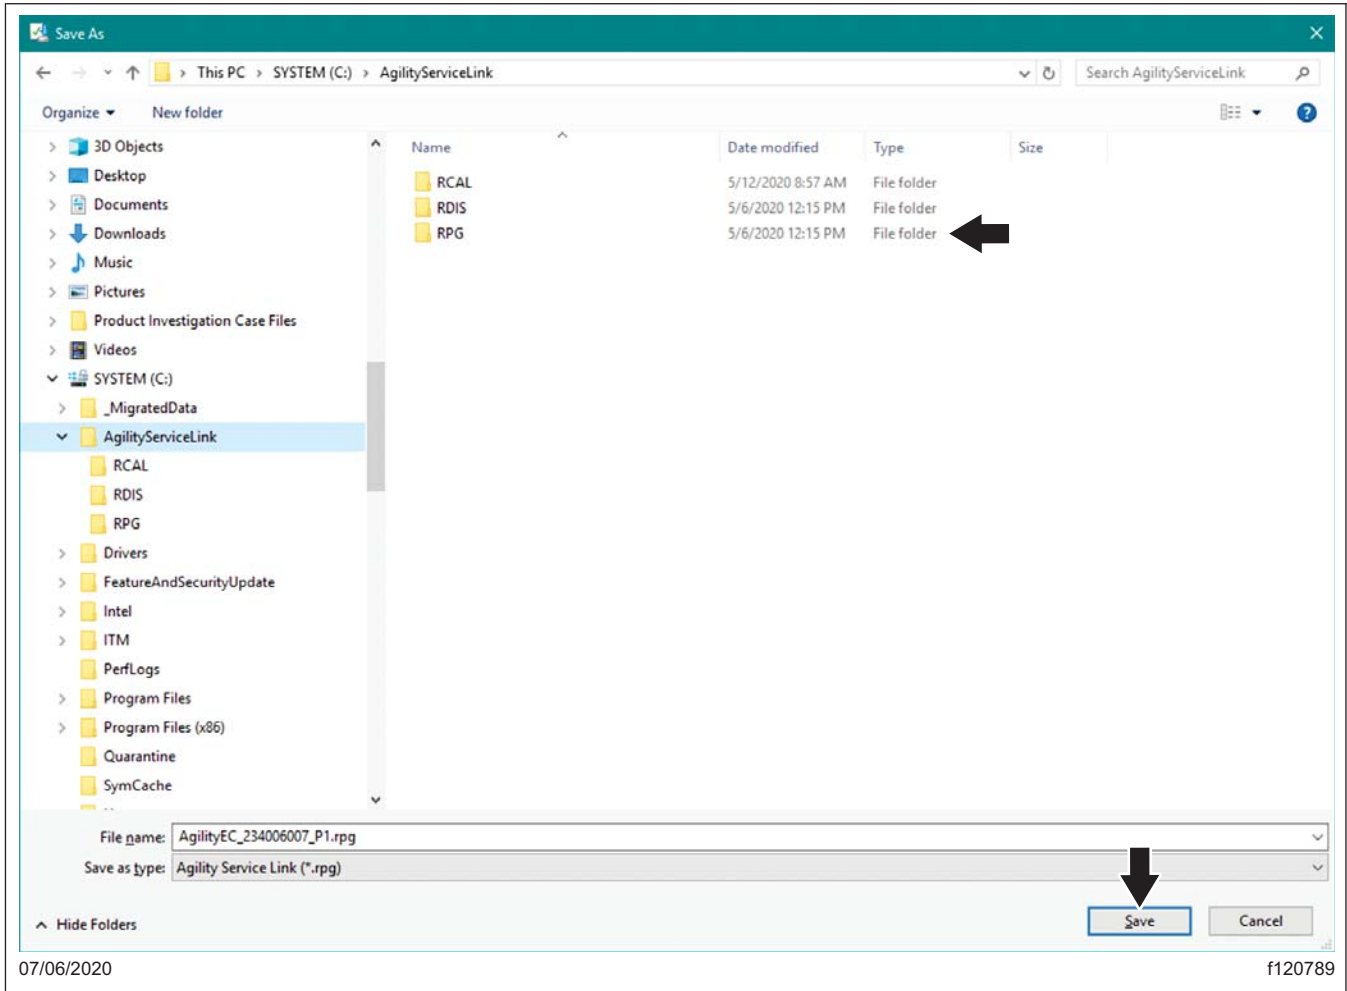 Save As
This PC > SYSTEM (C:) > AgilityServiceLink
Search AgilityServiceLink
Organize New folder
Name Date modified Type Size
3D Objects
Desktop
Documents
Downloads
Music
Pictures
Product Investigation Case Files
Videos
SYSTEM (C:)
_MigratedData
AgilityServiceLink
RCAL
RDIS
RPG
Drivers
FeatureAndSecurityUpdate
Intel
ITM
PerfLogs
Program Files
Program Files (x86)
Quarantine
SymCache
RCAL 5/12/2020 8:57 AM File folder
RDIS 5/6/2020 12:15 PM File folder
RPG 5/6/2020 12:15 PM File folder
File name: AgilityEC_234006007_P1.rpg
Save as type: Agility Service Link (*.rpg)
Hide Folders
Save Cancel
07/06/2020 f120789